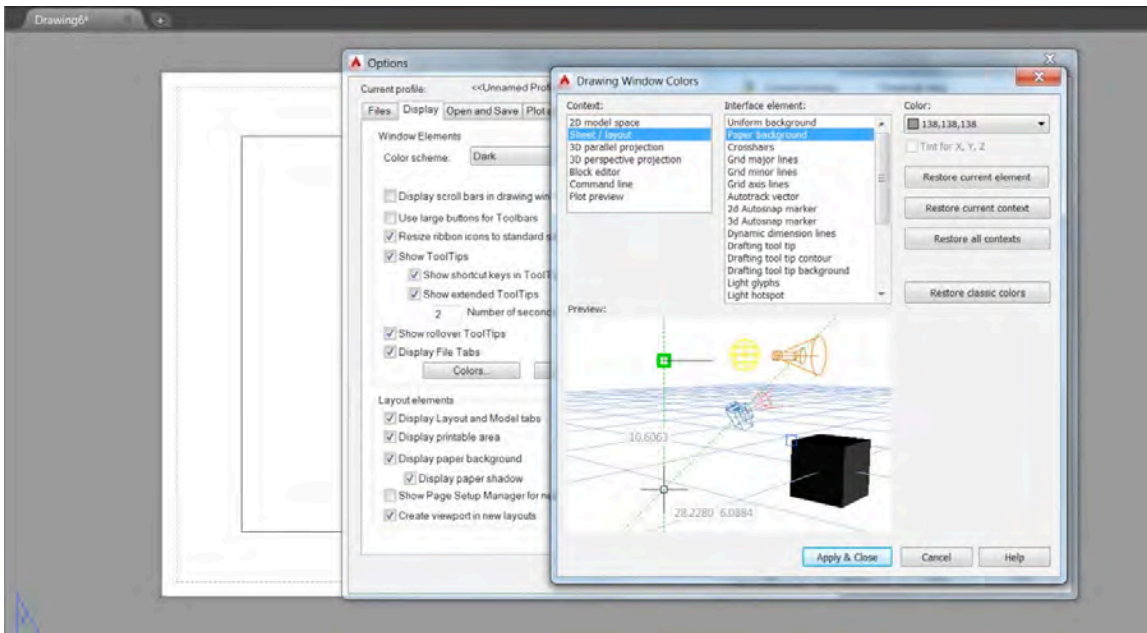 Drawing6*
Options
Current profile: <<Unnamed Prof
Files Display Open and Save Plot
Window Elements
Color scheme: Dark
Display scroll bars in drawing win
Use large buttons for Toolbars
Resize ribbon icons to standard s
Show ToolTips
Show shortcut keys in ToolT
Show extended ToolTips
2 Number of second
Show rollover ToolTips
Display File Tabs
Colors...
Layout elements
Display Layout and Model tabs
Display printable area
Display paper background
Display paper shadow
Show Page Setup Manager for ne
Create viewport in new layouts
Drawing Window Colors
Context:
2D model space
Sheet / layout
3D parallel projection
3D perspective projection
Block editor
Command line
Plot preview
Interface element:
Uniform background
Paper background
Crosshairs
Grid major lines
Grid minor lines
Grid axis lines
Autotrack vector
2d Autosnap marker
3d Autosnap marker
Dynamic dimension lines
Drafting tool tip
Drafting tool tip contour
Drafting tool tip background
Light glyphs
Light hotspot
Color:
138,138,138
Tint for X, Y, Z
Restore current element
Restore current context
Restore all contexts
Restore classic colors
Preview:
10.6063
28.2280 6.0884
Apply & Close Cancel Help